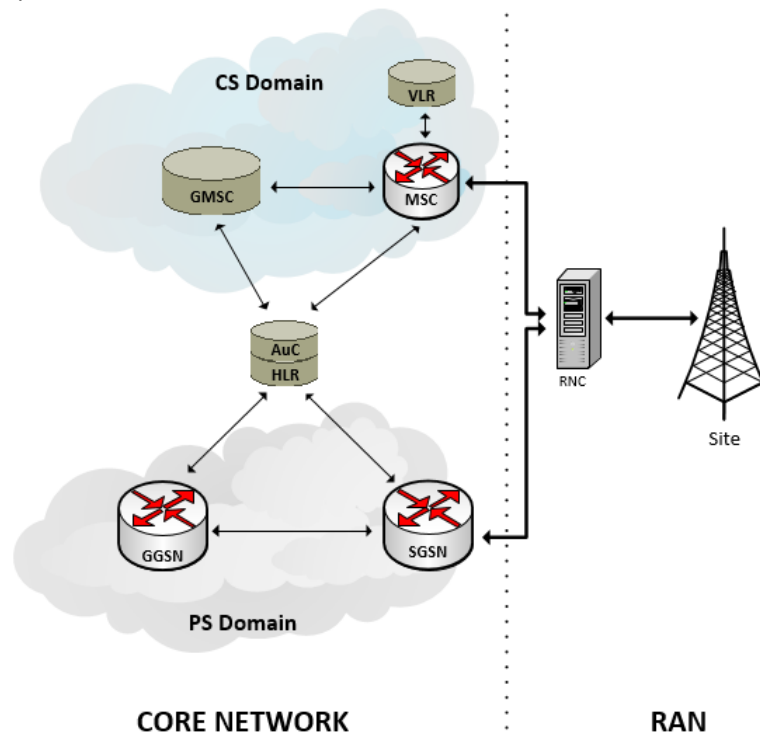 CS Domain
VLR
GMSC
MSC
AuC
HLR
RNC
Site
GGSN
SGSN
PS Domain
CORE NETWORK
RAN